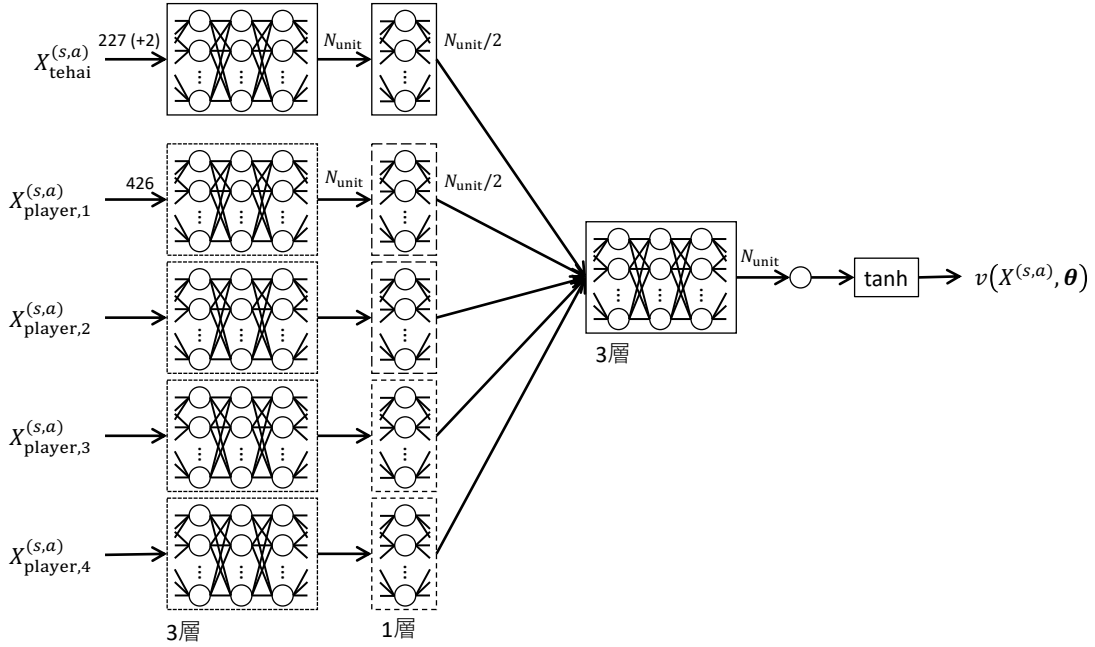 X_tehai^(s,a) 227 (+2) N_unit N_unit/2
X_player,1^(s,a) 426 N_unit N_unit/2
X_player,2^(s,a)
N_unit tanh v(X^(s,a), θ)
3層
X_player,3^(s,a)
X_player,4^(s,a)
3層 1層